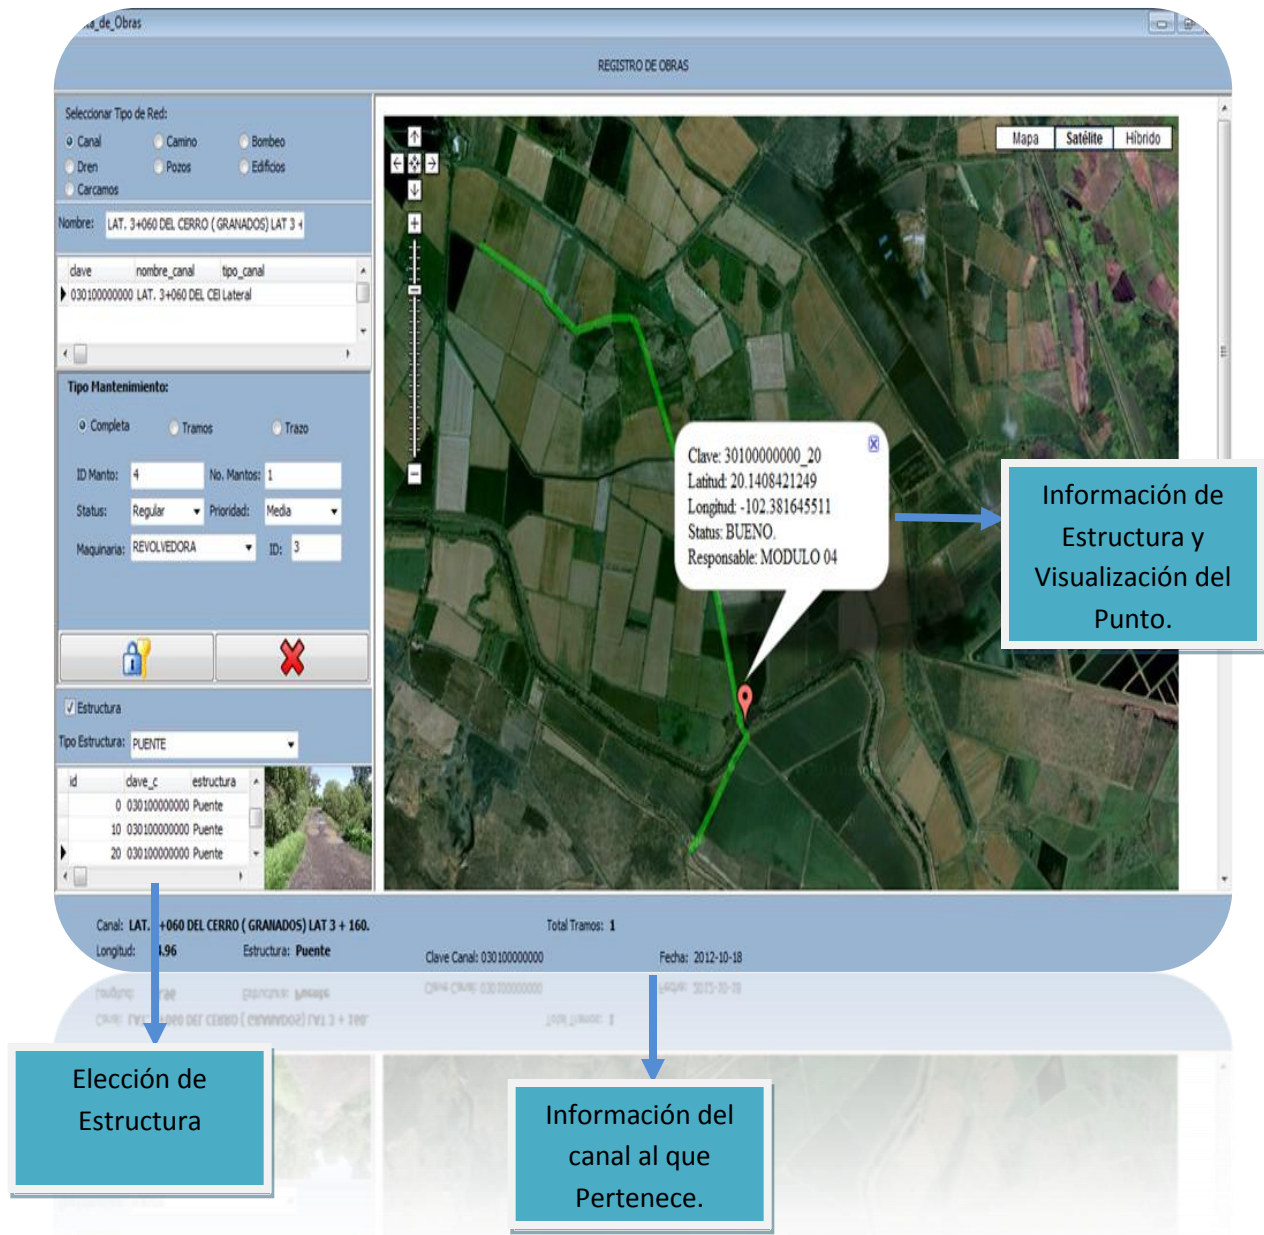 _de_Obras
REGISTRO DE OBRAS
Seleccionar Tipo de Red:
Canal Camino Bombeo
Dren Pozos Edificios
Carcamos
Nombre: LAT. 3+060 DEL CERRO ( GRANADOS) LAT 3 +
clave nombre_canal tipo_canal
030100000000 LAT. 3+060 DEL CEI Lateral
Tipo Mantenimiento:
Completa Tramos Trazo
ID Manto: 4 No. Mantos: 1
Status: Regular Prioridad: Media
Maquinaria: REVOLVEDORA ID: 3
Estructura
Tipo Estructura: PUENTE
id clave_c estructura
0 030100000000 Puente
10 030100000000 Puente
20 030100000000 Puente
Mapa Satélite Híbrido
Clave: 30100000000_20
Latitud: 20.1408421249
Longitud: -102.381645511
Status: BUENO.
Responsable: MODULO 04
Información de
Estructura y
Visualización del
Punto.
Canal: LAT. +060 DEL CERRO ( GRANADOS) LAT 3 + 160.
Total Tramos: 1
Longitud: .96 Estructura: Puente
Clave Canal: 030100000000 Fecha: 2012-10-18
Elección de
Estructura
Información del
canal al que
Pertenece.